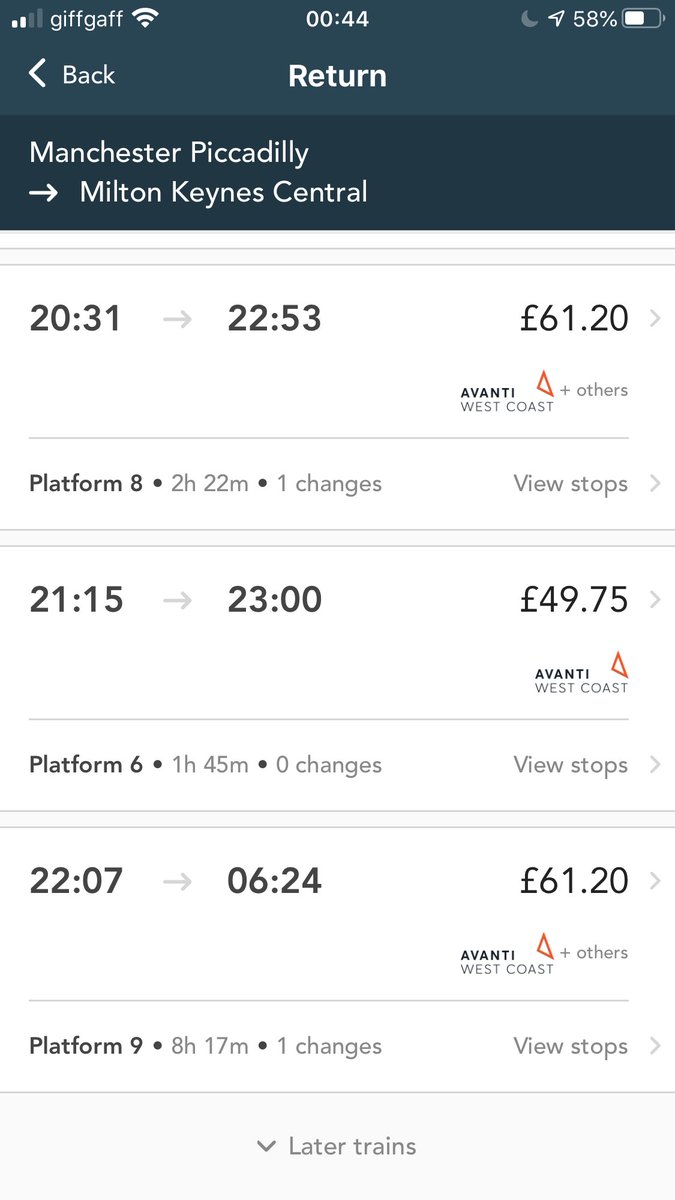 giffgaff 00:44 58%
Back Return
Manchester Piccadilly
→ Milton Keynes Central
20:31 → 22:53 £61.20
AVANTI
WEST COAST + others
Platform 8 • 2h 22m • 1 changes View stops
21:15 → 23:00 £49.75
AVANTI
WEST COAST
Platform 6 • 1h 45m • 0 changes View stops
22:07 → 06:24 £61.20
AVANTI
WEST COAST + others
Platform 9 • 8h 17m • 1 changes View stops
Later trains